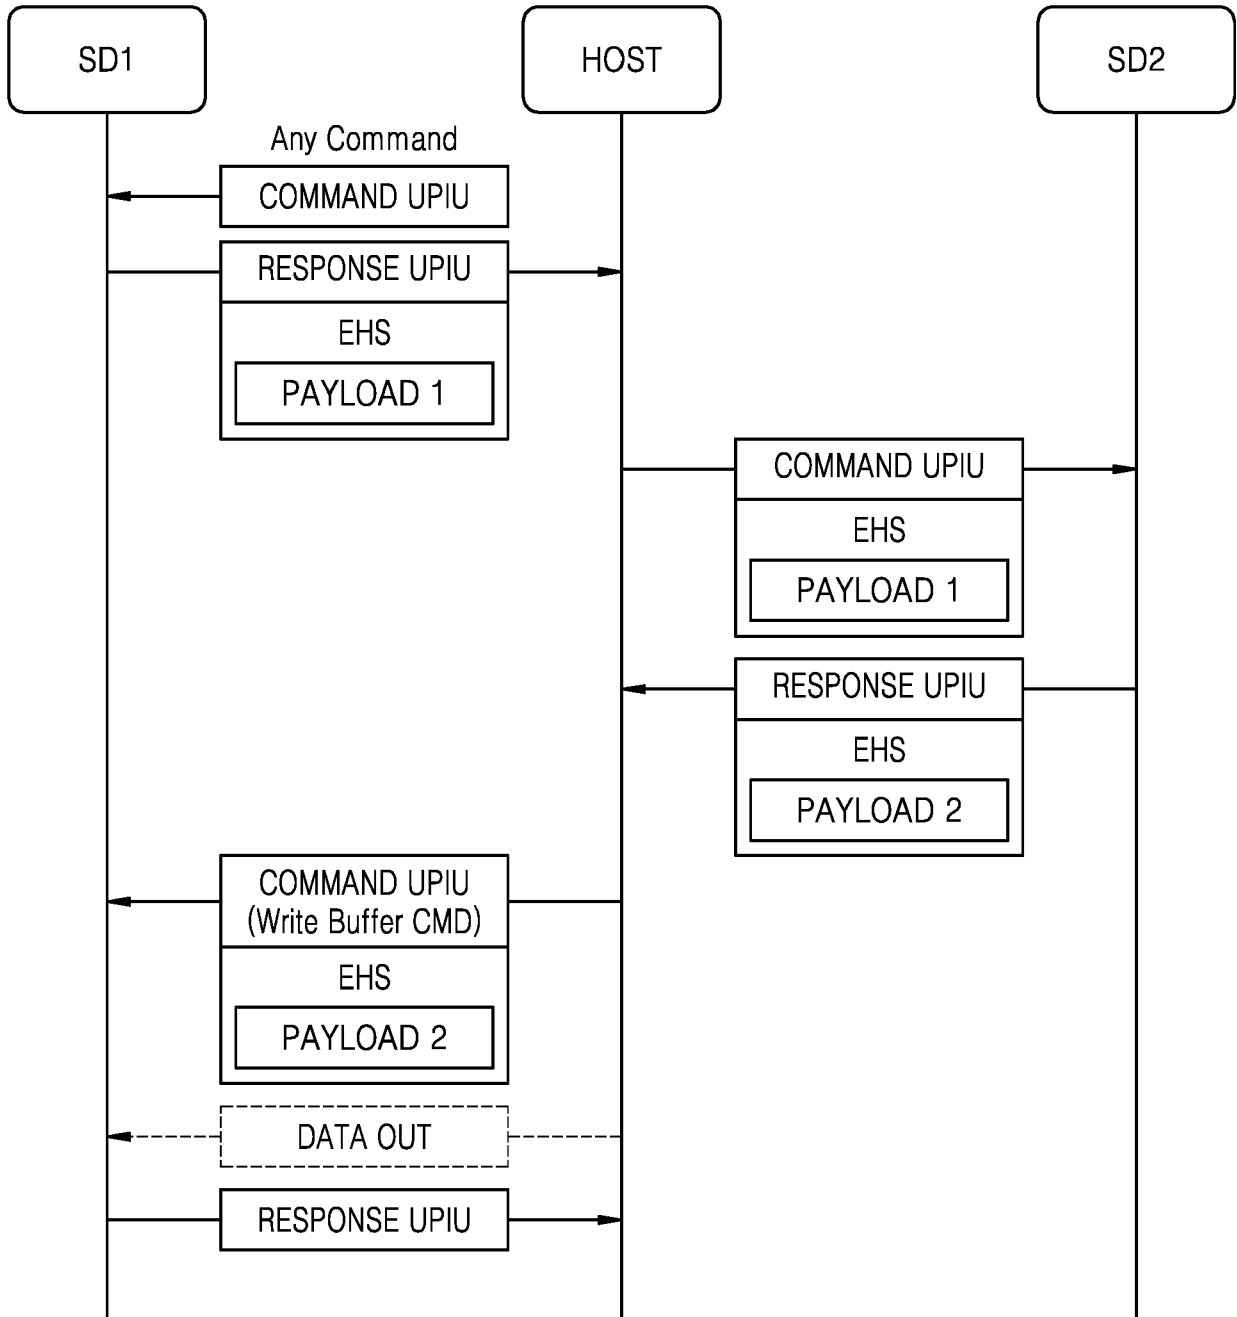 SD1
HOST
SD2
Any Command
COMMAND UPIU
RESPONSE UPIU
EHS
PAYLOAD 1
COMMAND UPIU
EHS
PAYLOAD 1
RESPONSE UPIU
EHS
PAYLOAD 2
COMMAND UPIU
(Write Buffer CMD)
EHS
PAYLOAD 2
DATA OUT
RESPONSE UPIU